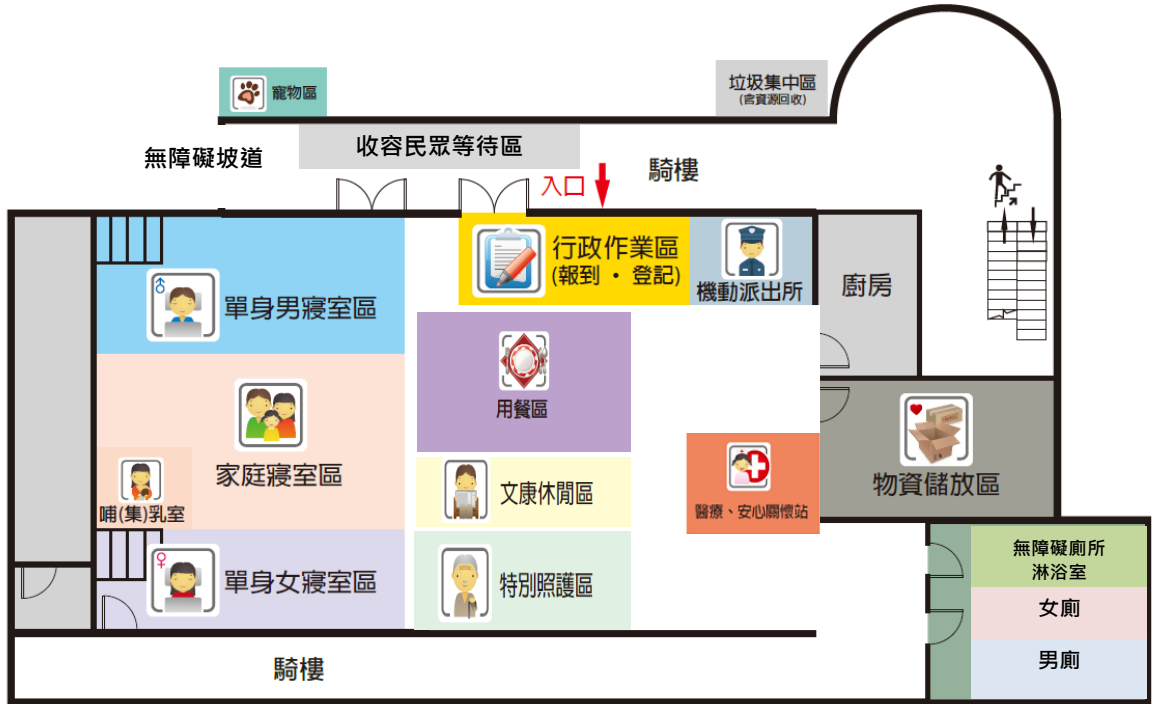 寵物區
垃圾集中區
(含資源回收)
無障礙坡道
收容民眾等待區
入口
騎樓
行政作業區
(報到 · 登記)
機動派出所
廚房
♂
單身男寢室區
用餐區
家庭寢室區
哺(集)乳室
文康休閒區
醫療、安心關懷站
物資儲放區
♀
單身女寢室區
特別照護區
無障礙廁所
淋浴室
女廁
男廁
騎樓